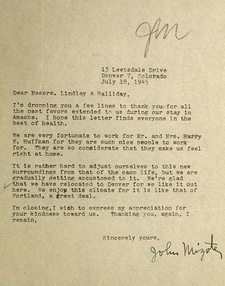 13 Leetsdale Drive
Denver 7, Colorado
July 18, 1945
Dear Messrs. Lindley & Halliday,
I'm dropping you a few lines to thank you for all
the past favors extended to us during our stay in
Amache. I hope this letter finds everyone in the
best of health.
We are very fortunate to work for Mr. and Mrs. Harry
K. Huffman for they are such nice people to work
for. They are so considerate that they make us feel
right at home.
It is rather hard to adjust ourselves to this new
surroundings from that of the camp life, but we are
gradually getting accustomed to it. We're glad
that we have relocated to Denver for we like it out
here. We enjoy this climate for it is like that of
Portland, a great deal.
In closing, I wish to express my appreciation for
your kindness toward us. Thanking you, again, I
remain.
Sincerely yours,
John